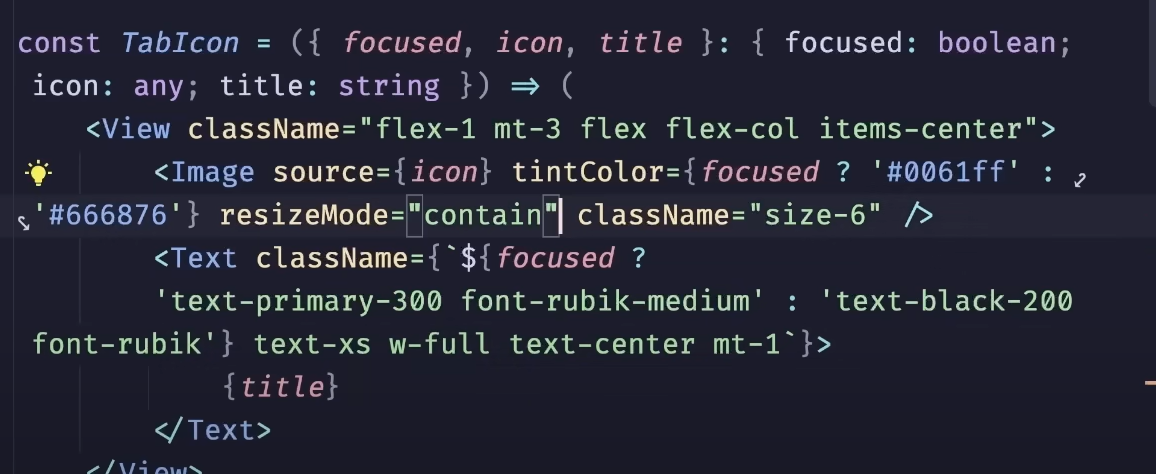 const TabIcon = ({ focused, icon, title }: { focused: boolean;
icon: any; title: string }) => (
<View className="flex-1 mt-3 flex flex-col items-center">
<Image source={icon} tintColor={focused ? '#0061ff' :
'#666876'} resizeMode="contain" className="size-6" />
<Text className={`${focused ?
'text-primary-300 font-rubik-medium' : 'text-black-200
font-rubik'} text-xs w-full text-center mt-1`}>
{title}
</Text>
</View>